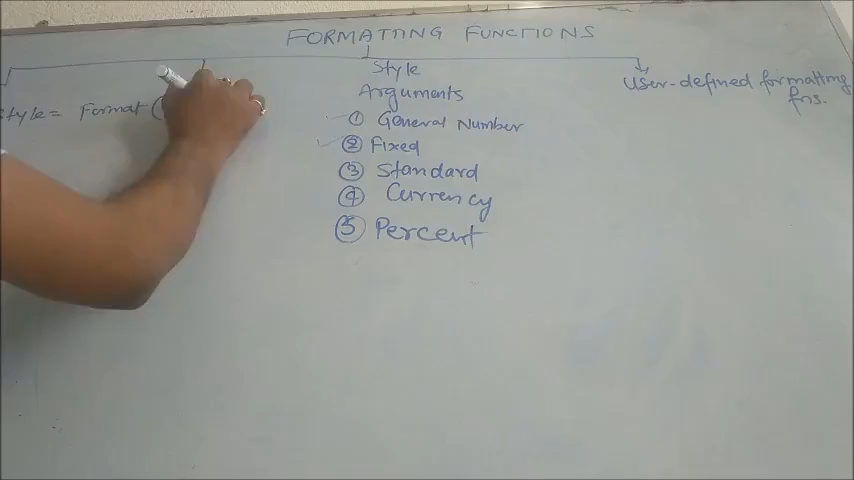 FORMATTING FUNCTIONS
Style
Arguments
① General Number
② Fixed
③ Standard
④ Currency
⑤ Percent
User-defined formatting
fns.
Style = Format (